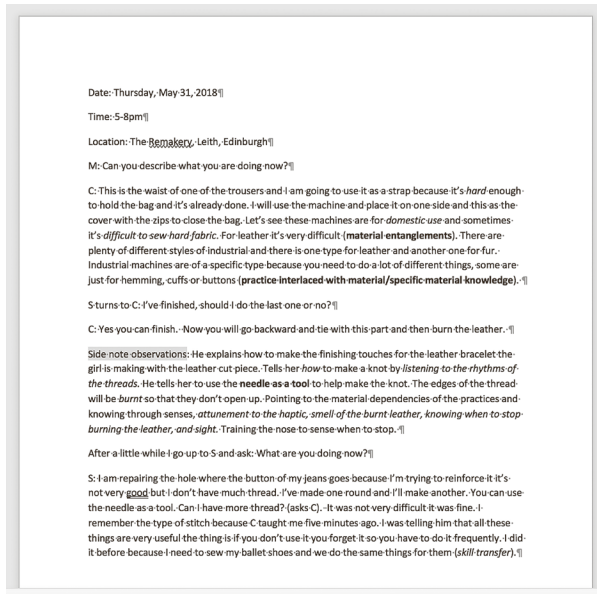 Date: Thursday, May 31, 2018¶
Time: 5-8pm¶
Location: The Remakery, Leith, Edinburgh¶
M: Can you describe what you are doing now?¶
C: This is the waist of one of the trousers and I am going to use it as a strap because it's hard enough
to hold the bag and it's already done. I will use the machine and place it on one side and this as the
cover with the zips to close the bag. Let's see these machines are for domestic use and sometimes
it's difficult to sew hard fabric. For leather it's very difficult (material entanglements). There are
plenty of different styles of industrial and there is one type for leather and another one for fur.
Industrial machines are of a specific type because you need to do a lot of different things, some are
just for hemming, cuffs or buttons (practice interlaced with material/specific material knowledge). ¶
S turns to C: I've finished, should I do the last one or no?¶
C: Yes you can finish.  Now you will go backward and tie with this part and then burn the leather. ¶
Side note observations: He explains how to make the finishing touches for the leather bracelet the
girl is making with the leather cut piece. Tells her how to make a knot by listening to the rhythms of
the threads. He tells her to use the needle as a tool to help make the knot. The edges of the thread
will be burnt so that they don't open up. Pointing to the material dependencies of the practices and
knowing through senses, attunement to the haptic, smell of the burnt leather, knowing when to stop
burning the leather, and sight. Training the nose to sense when to stop. ¶
After a little while I go up to S and ask: What are you doing now?¶
S: I am repairing the hole where the button of my jeans goes because I'm trying to reinforce it it's
not very good but I don't have much thread. I've made one round and I'll make another. You can use
the needle as a tool. Can I have more thread? (asks C). -It was not very difficult it was fine. I
remember the type of stitch because C taught me five minutes ago. I was telling him that all these
things are very useful the thing is if you don't use it you forget it so you have to do it frequently. I did
it before because I need to sew my ballet shoes and we do the same things for them (skill transfer).¶